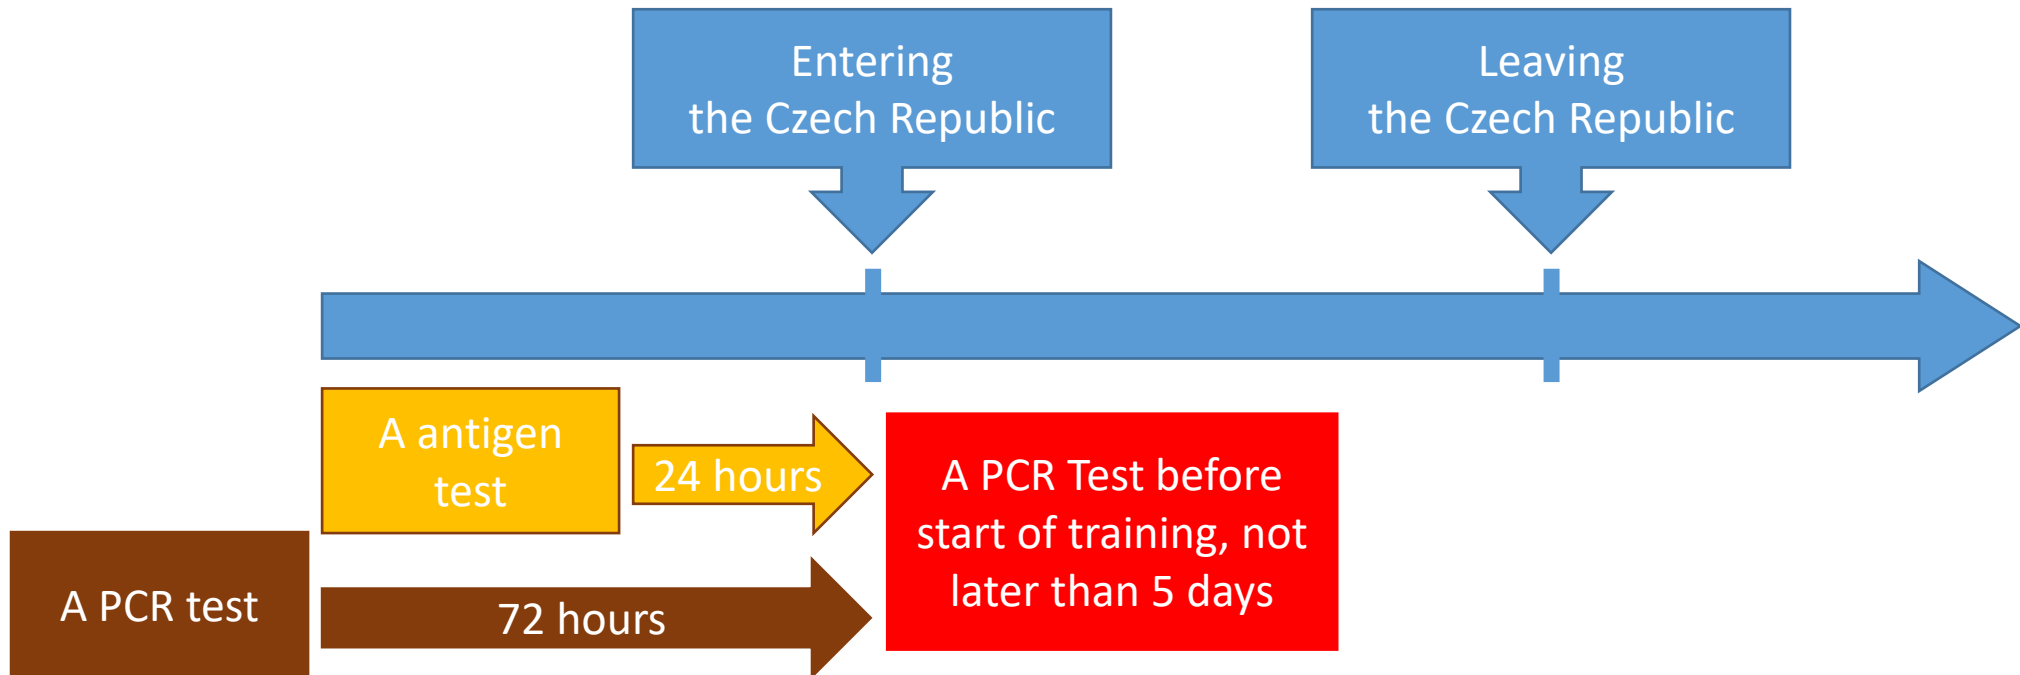 Entering
the Czech Republic
Leaving
the Czech Republic
A antigen
test
24 hours
A PCR Test before
start of training, not
later than 5 days
A PCR test
72 hours